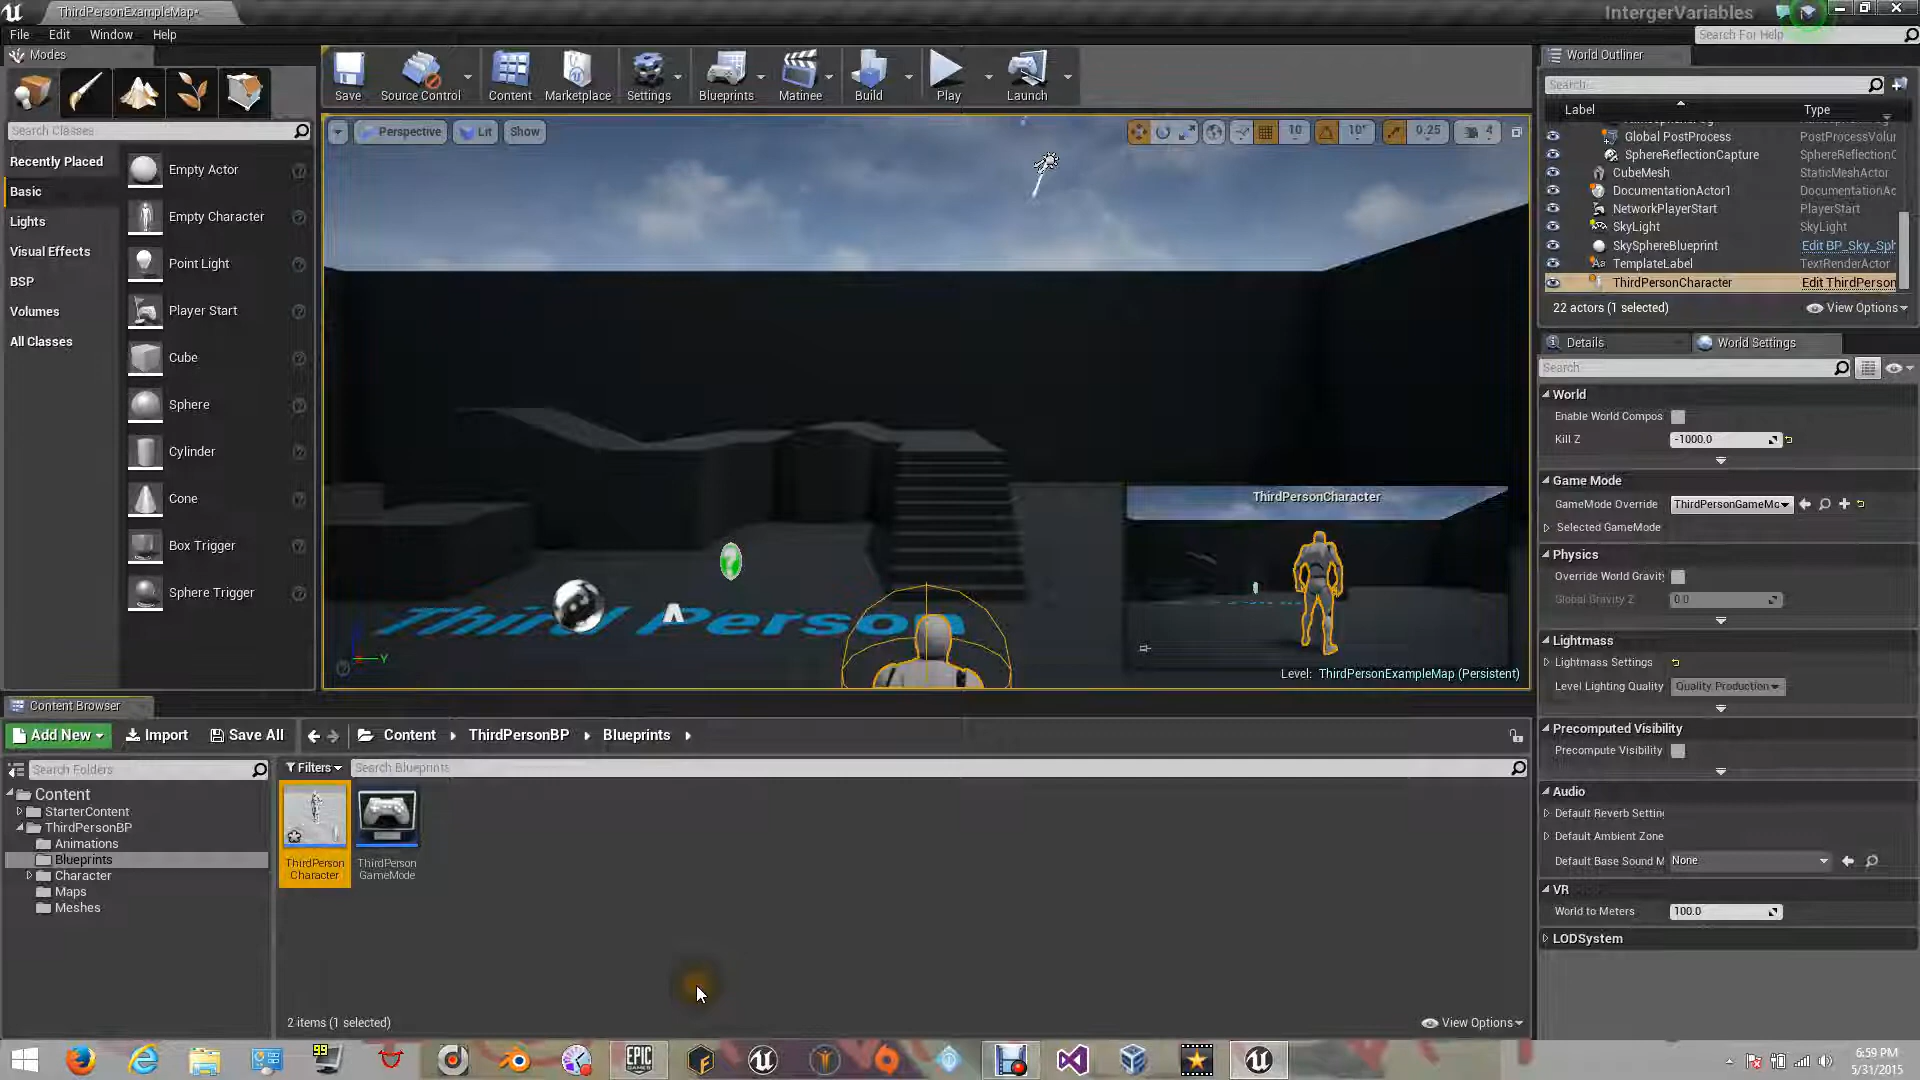 ThirdPersonExampleMap*
IntergerVariables
File Edit Window Help
Search For Help
Modes
Save Source Control Content Marketplace Settings Blueprints Matinee Build Play Launch
World Outliner
Search
Search Classes
Perspective Lit Show
10 10° 0.25 4
Label Type
Recently Placed
Basic
Lights
Visual Effects
BSP
Volumes
All Classes
Empty Actor
Empty Character
Point Light
Player Start
Cube
Sphere
Cylinder
Cone
Box Trigger
Sphere Trigger
Third Person
ThirdPersonCharacter
Level: ThirdPersonExampleMap (Persistent)
Global PostProcess PostProcessVolur
SphereReflectionCapture SphereReflectionC
CubeMesh StaticMeshActor
DocumentationActor1 DocumentationAc
NetworkPlayerStart PlayerStart
SkyLight SkyLight
SkySphereBlueprint Edit BP_Sky_Sph
TemplateLabel TextRenderActor
ThirdPersonCharacter Edit ThirdPerson
22 actors (1 selected) View Options
Details World Settings
Search
World
Enable World Compos
Kill Z -1000.0
Game Mode
GameMode Override ThirdPersonGameMo
Selected GameMode
Physics
Override World Gravit
Global Gravity Z 0.0
Lightmass
Lightmass Settings
Level Lighting Quality Quality Production
Precomputed Visibility
Precompute Visibility
Audio
Default Reverb Settin
Default Ambient Zone
Default Base Sound M None
VR
World to Meters 100.0
LODSystem
Content Browser
Add New Import Save All Content ThirdPersonBP Blueprints
Search Folders
Filters Search Blueprints
Content
StarterContent
ThirdPersonBP
Animations
Blueprints
Character
Maps
Meshes
ThirdPerson
Character
ThirdPerson
GameMode
2 items (1 selected)
View Options
99
EPIC
GAMES
6:59 PM
5/31/2015